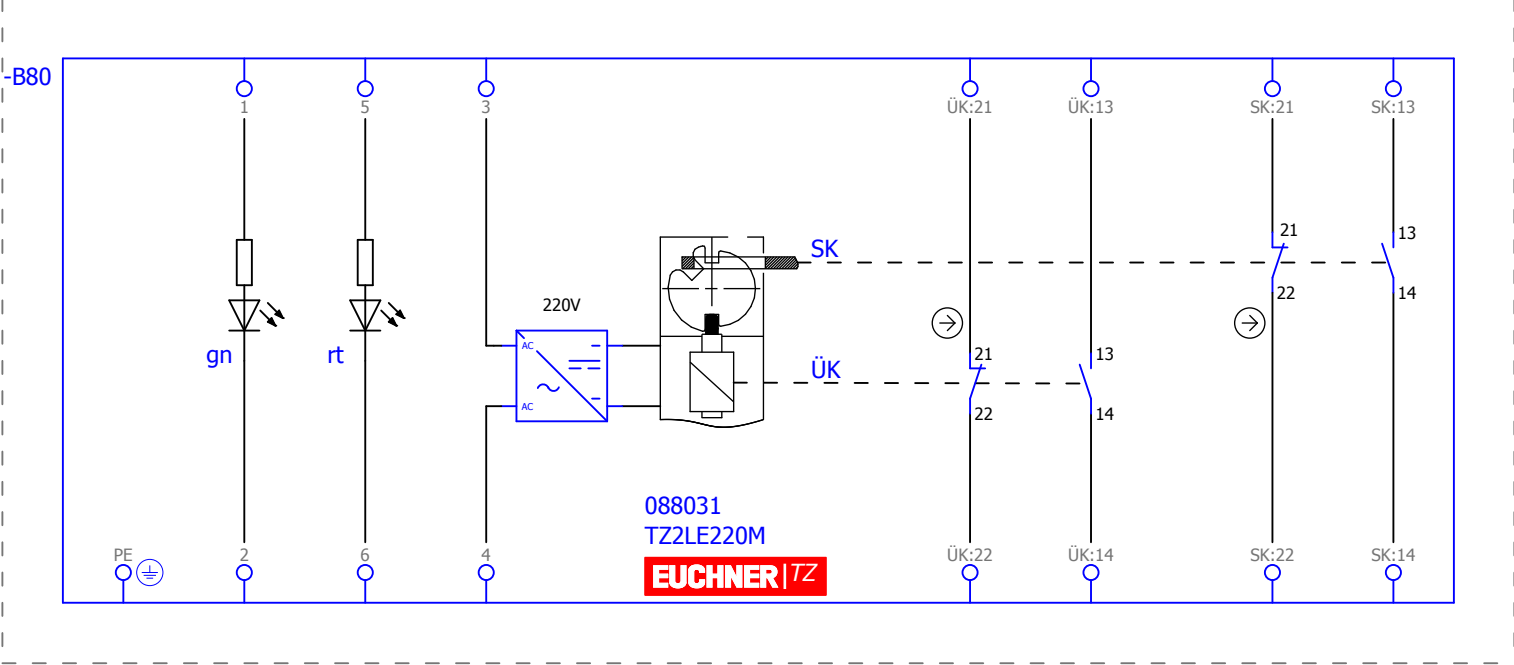 -B80
1
5
3
ÜK:21
ÜK:13
SK:21
SK:13
21
13
SK
22
14
220V
gn
rt
AC
AC
21
13
ÜK
22
14
088031
TZ2LE220M
PE
2
6
4
ÜK:22
ÜK:14
SK:22
SK:14
EUCHNER|TZ